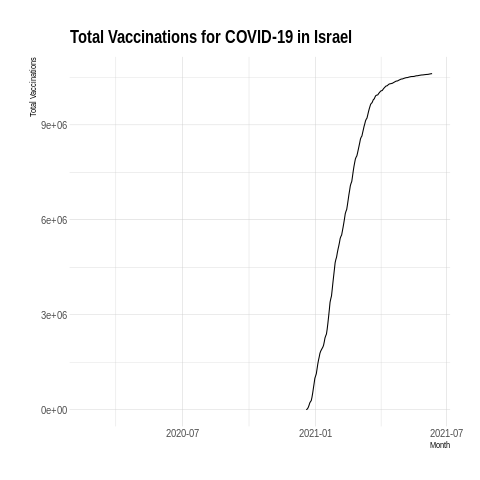 Total Vaccinations for COVID-19 in Israel
Total Vaccinations
9e+06
6e+06
3e+06
0e+00
2020-07
2021-01
2021-07
Month